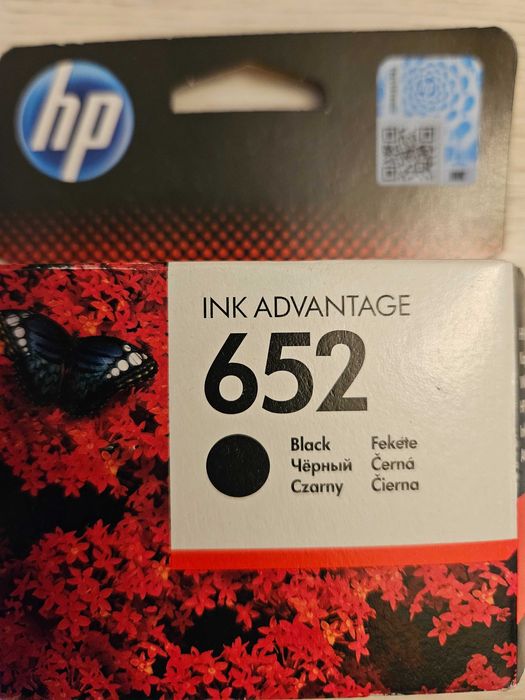 hp
INK ADVANTAGE
652
Black Fekete
Чёрный Černá
Czarny Čierna